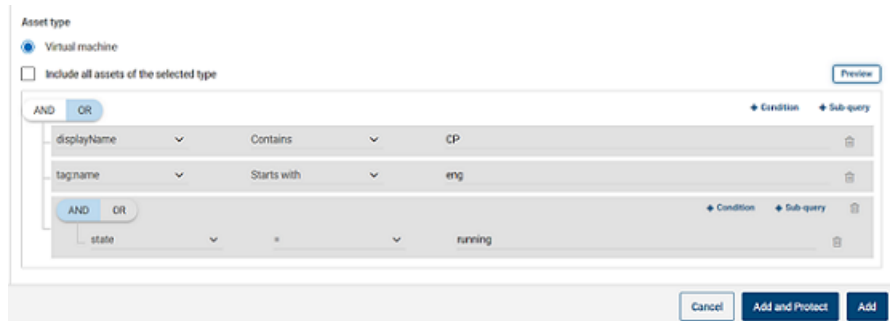 Asset type
Virtual machine
Include all assets of the selected type
Preview
AND OR
+ Condition + Sub-query
displayName Contains CP
tag:name Starts with eng
AND OR
+ Condition + Sub-query
state = running
Cancel Add and Protect Add